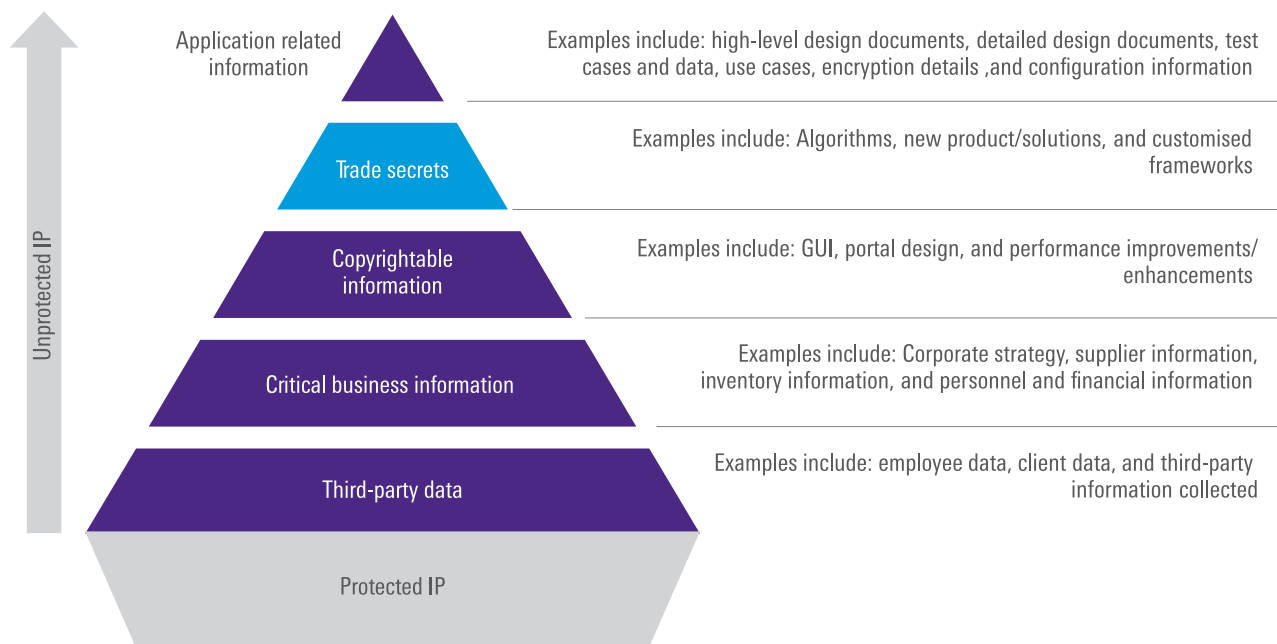 Application related
information
Examples include: high-level design documents, detailed design documents, test
cases and data, use cases, encryption details ,and configuration information
Trade secrets
Examples include: Algorithms, new product/solutions, and customised
frameworks
Unprotected IP
Copyrightable
information
Examples include: GUI, portal design, and performance improvements/
enhancements
Critical business information
Examples include: Corporate strategy, supplier information,
inventory information, and personnel and financial information
Third-party data
Examples include: employee data, client data, and third-party
information collected
Protected IP